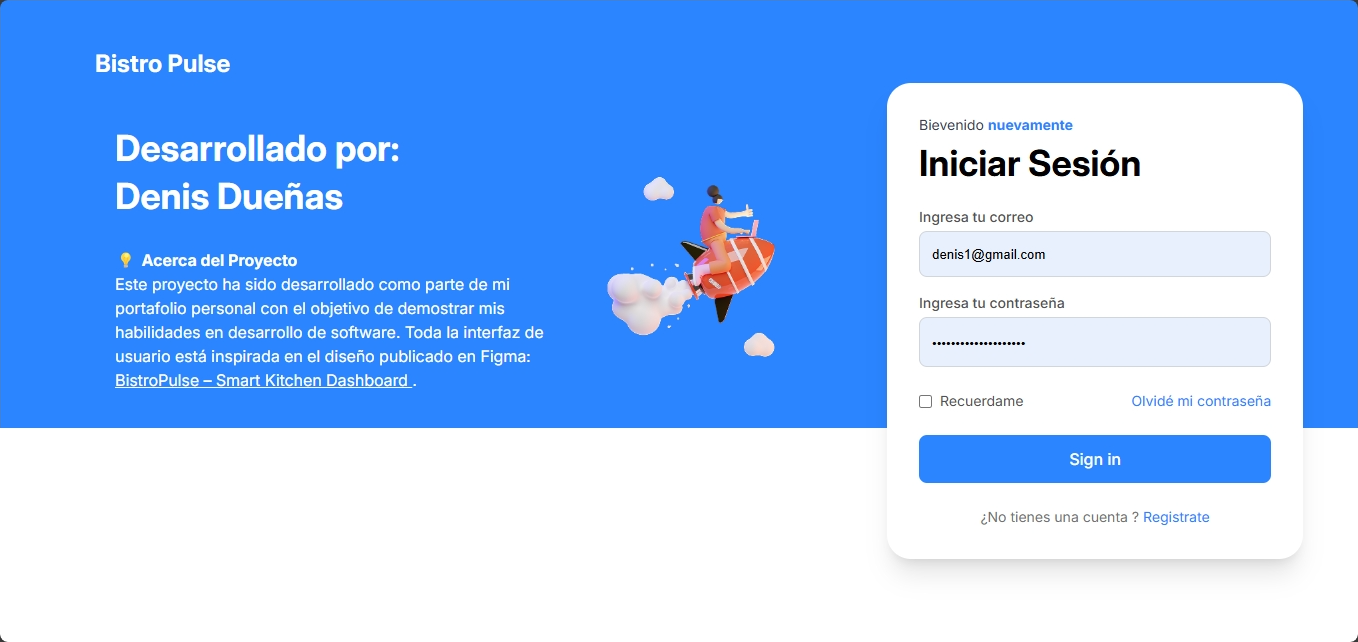 Bistro Pulse
Desarrollado por:
Denis Dueñas
💡 Acerca del Proyecto
Este proyecto ha sido desarrollado como parte de mi
portafolio personal con el objetivo de demostrar mis
habilidades en desarrollo de software. Toda la interfaz de
usuario está inspirada en el diseño publicado en Figma:
BistroPulse – Smart Kitchen Dashboard .
Bievenido nuevamente
Iniciar Sesión
Ingresa tu correo
denis1@gmail.com
Ingresa tu contraseña
••••••••••••••••••••
Recuerdame
Olvidé mi contraseña
Sign in
¿No tienes una cuenta ? Registrate